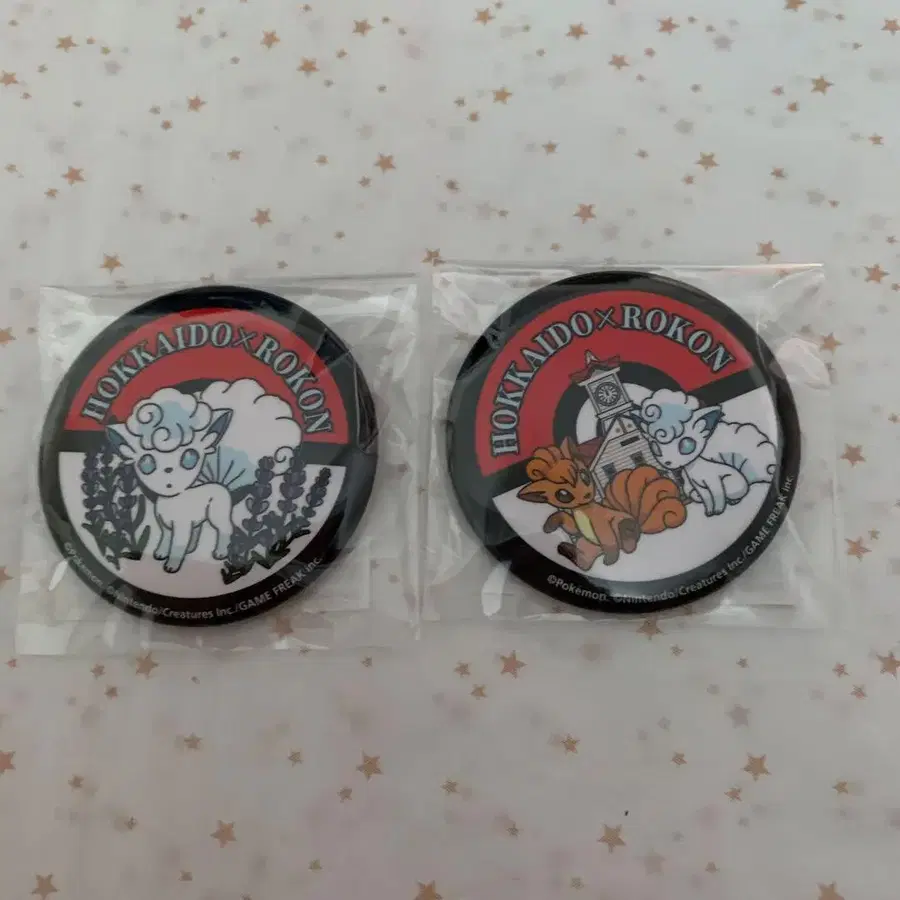 HOKKAIDO×ROKON
©Pokémon. ©Nintendo/Creatures Inc./GAME FREAK inc.
HOKKAIDO×ROKON
©Pokémon. ©Nintendo/Creatures Inc./GAME FREAK inc.